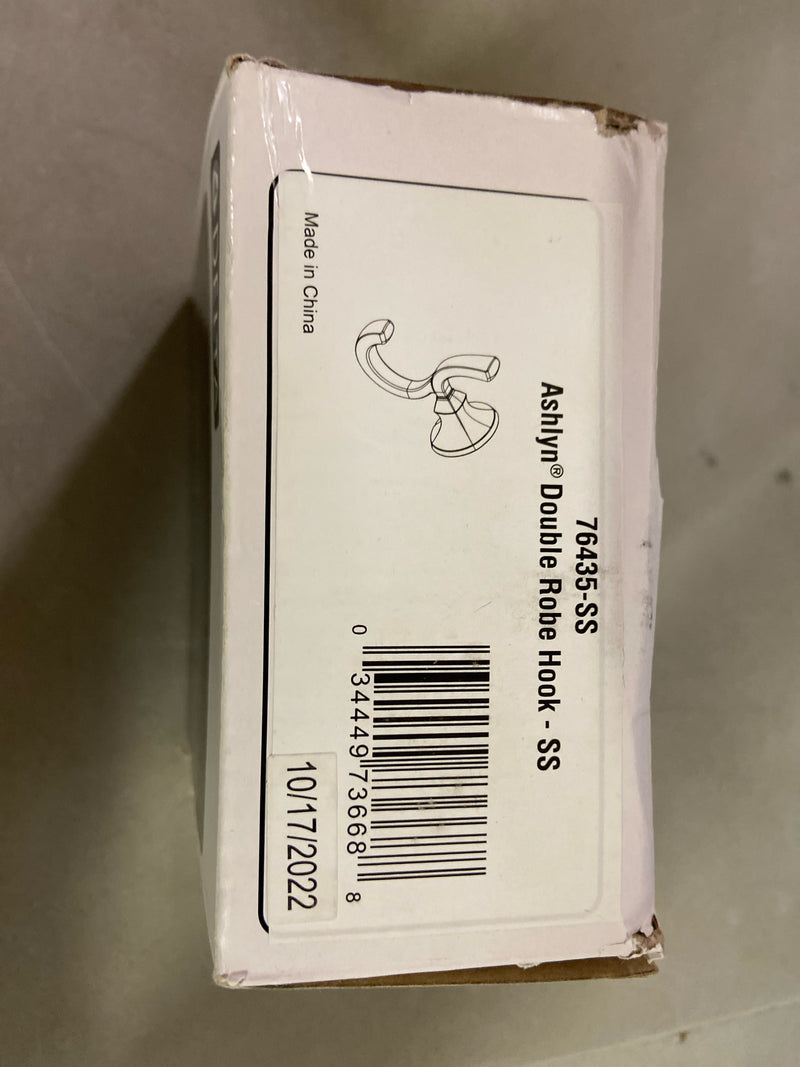 76435-SS
Ashlyn® Double Robe Hook - SS
Made in China
0 34449 73668 8
10/17/2022